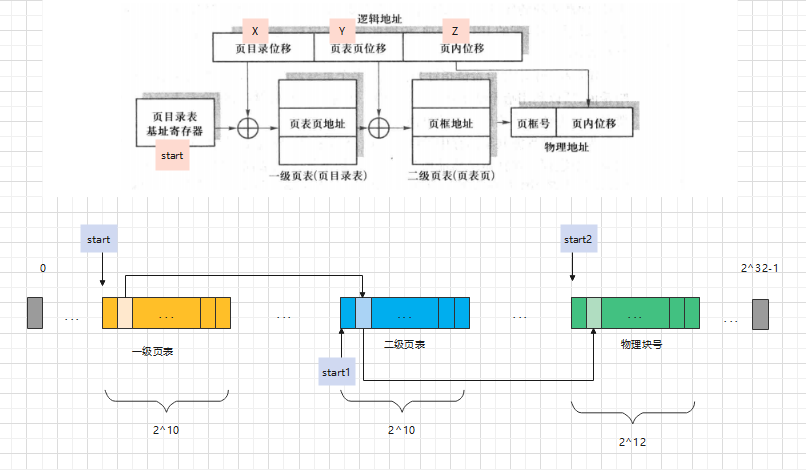 逻辑地址
X
Y
Z
页目录位移
页表页位移
页内位移
页目录表
基址寄存器
start
页表页地址
页框地址
页框号
页内位移
物理地址
一级页表(页目录表)
二级页表(页表页)
start
start2
0
2^32-1
...
...
...
...
...
...
...
一级页表
二级页表
物理块号
start1
2^10
2^10
2^12